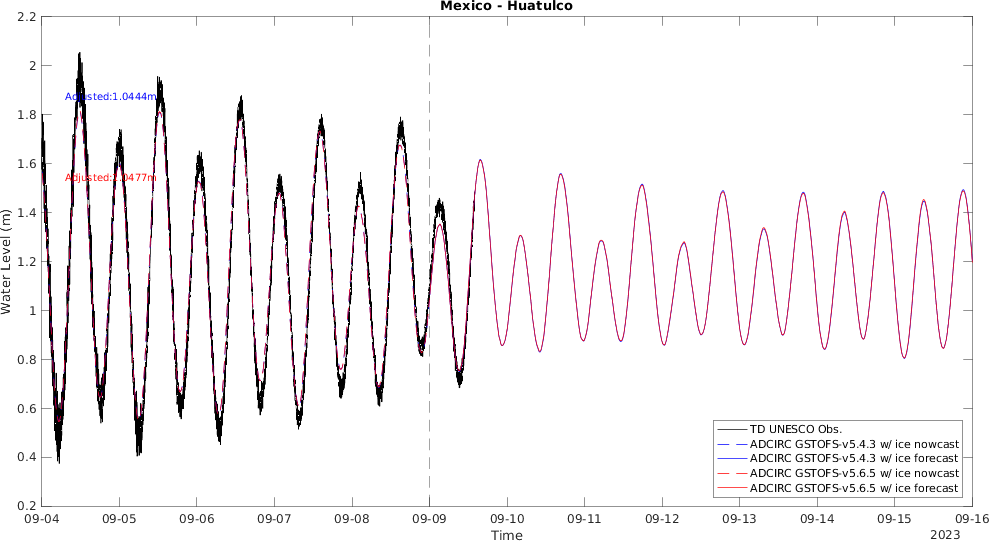 Mexico - Huatulco
2.2
2
1.8
1.6
1.4
1.2
1
0.8
0.6
0.4
0.2
Water Level (m)
Adjusted:1.0444m
Adjusted:1.0477m
TD UNESCO Obs.
ADCIRC GSTOFS-v5.4.3 w/ ice nowcast
ADCIRC GSTOFS-v5.4.3 w/ ice forecast
ADCIRC GSTOFS-v5.6.5 w/ ice nowcast
ADCIRC GSTOFS-v5.6.5 w/ ice forecast
09-04 09-05 09-06 09-07 09-08 09-09 09-10 09-11 09-12 09-13 09-14 09-15 09-16
Time
2023